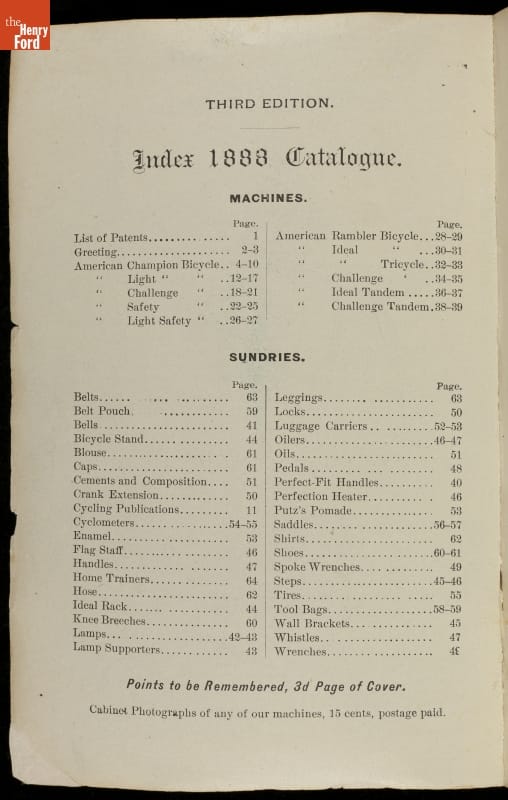 the
Henry
Ford
THIRD EDITION.
Index 1888 Catalogue.
MACHINES.
Page.
List of Patents............... 1
Greeting.................... 2–3
American Champion Bicycle.. 4–10
“ Light “ “ ..12–17
“ Challenge “ ..18–21
“ Safety “ ..22–25
“ Light Safety “ ..26–27
Page.
American Rambler Bicycle...28–29
“ Ideal “ ...30–31
“ “ Tricycle..32–33
“ Challenge ‘ ..34–35
“ Ideal Tandem .....36–37
“ Challenge Tandem.38–39
SUNDRIES.
Page.
Belts...... ... .. .......... 63
Belt Pouch. ............ 59
Bells....................... 41
Bicycle Stand............... 44
Blouse...................... 61
Caps........................ 61
Cements and Composition.... 51
Crank Extension............. 50
Cycling Publications......... 11
Cyclometers................54–55
Enamel...................... 53
Flag Staff................... 46
Handles..................... 47
Home Trainers............... 64
Hose........................ 62
Ideal Rack.................. 44
Knee Breeches............... 60
Lamps... ..................42–43
Lamp Supporters............ 43
Page.
Leggings........ ........... 63
Locks....................... 50
Luggage Carriers .. .........52–53
Oilers.....................46–47
Oils........................ 51
Pedals ..................... 48
Perfect-Fit Handles......... 40
Perfection Heater........... 46
Putz’s Pomade.............. 53
Saddles...................56–57
Shirts...................... 62
Shoes.....................60–61
Spoke Wrenches............ 49
Steps.....................45–46
Tires....................... 55
Tool Bags.................58–59
Wall Brackets.............. 45
Whistles.................... 47
Wrenches...................
Points to be Remembered, 3d Page of Cover.
Cabinet Photographs of any of our machines, 15 cents, postage paid.